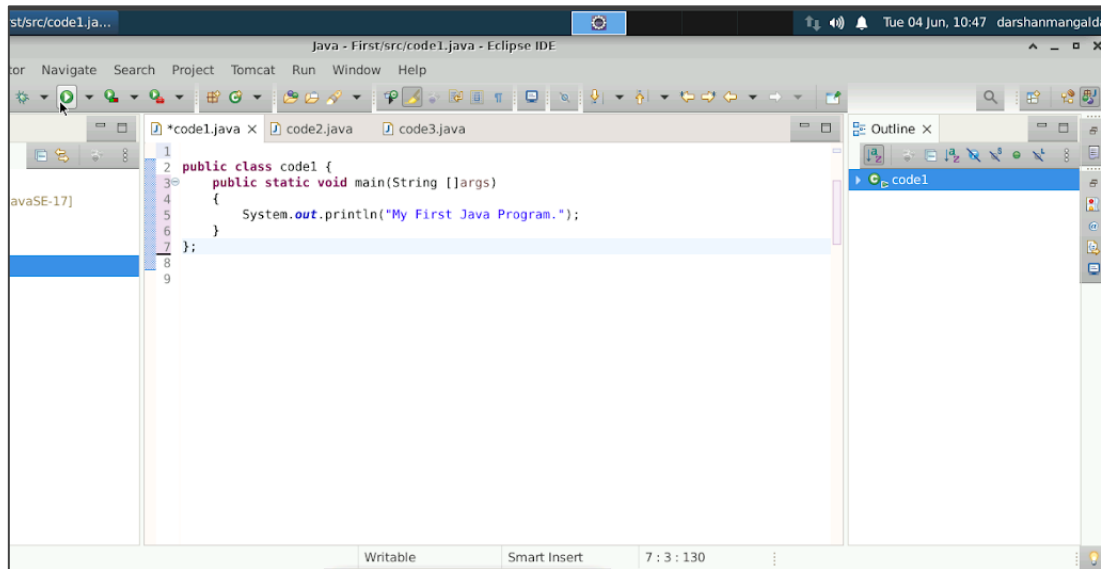 st/src/code1.ja...
Tue 04 Jun, 10:47 darshanmangalda
Java - First/src/code1.java - Eclipse IDE
tor Navigate Search Project Tomcat Run Window Help
*code1.java code2.java code3.java
Outline
1
2 public class code1 {
3 public static void main(String []args)
4 {
5 System.out.println("My First Java Program.");
6 }
7 };
8
9
avaSE-17]
code1
Writable Smart Insert 7 : 3 : 130